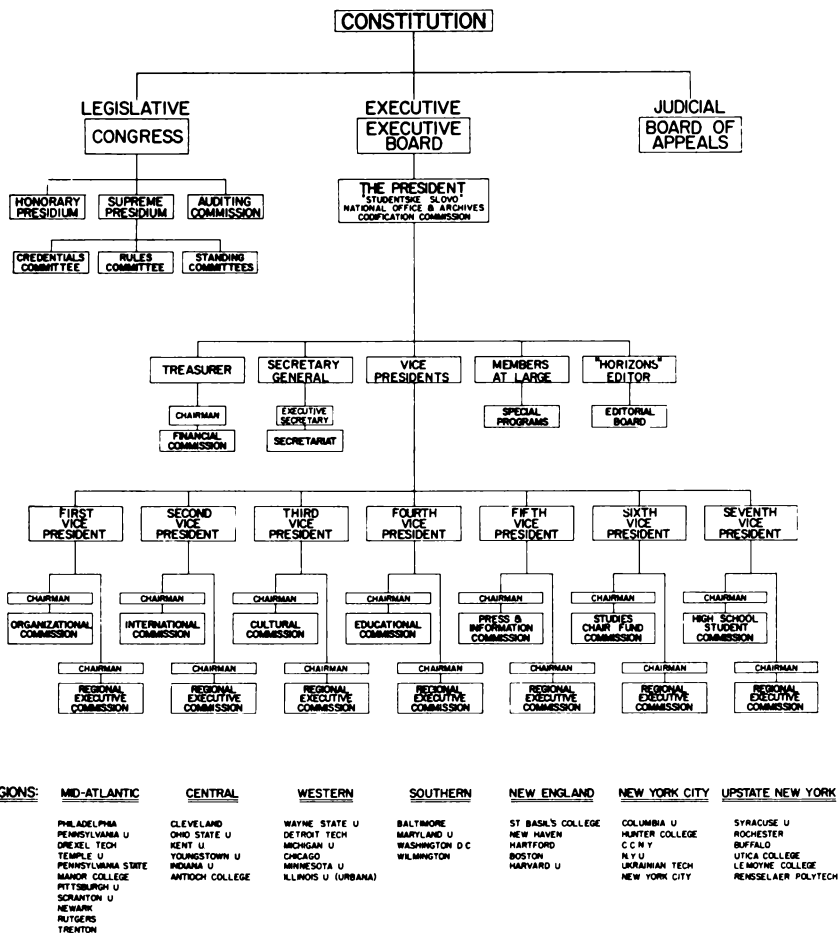 CONSTITUTION
LEGISLATIVE
CONGRESS
EXECUTIVE
EXECUTIVE
BOARD
JUDICIAL
BOARD OF
APPEALS
HONORARY
PRESIDIUM
SUPREME
PRESIDIUM
AUDITING
COMMISSION
CREDENTIALS
COMMITTEE
RULES
COMMITTEE
STANDING
COMMITTEES
THE PRESIDENT
"STUDENTSKE SLOVO"
NATIONAL OFFICE & ARCHIVES
CODIFICATION COMMISSION
TREASURER
SECRETARY
GENERAL
VICE
PRESIDENTS
MEMBERS
AT LARGE
"HORIZONS"
EDITOR
CHAIRMAN
FINANCIAL
COMMISSION
EXECUTIVE
SECRETARY
SECRETARIAT
SPECIAL
PROGRAMS
EDITORIAL
BOARD
FIRST
VICE
PRESIDENT
SECOND
VICE
PRESIDENT
THIRD
VICE
PRESIDENT
FOURTH
VICE
PRESIDENT
FIFTH
VICE
PRESIDENT
SIXTH
VICE
PRESIDENT
SEVENTH
VICE
PRESIDENT
CHAIRMAN
ORGANIZATIONAL
COMMISSION
CHAIRMAN
INTERNATIONAL
COMMISSION
CHAIRMAN
CULTURAL
COMMISSION
CHAIRMAN
EDUCATIONAL
COMMISSION
CHAIRMAN
PRESS &
INFORMATION
COMMISSION
CHAIRMAN
STUDIES
CHAIR FUND
COMMISSION
CHAIRMAN
HIGH SCHOOL
STUDENT
COMMISSION
CHAIRMAN
REGIONAL
EXECUTIVE
COMMISSION
CHAIRMAN
REGIONAL
EXECUTIVE
COMMISSION
CHAIRMAN
REGIONAL
EXECUTIVE
COMMISSION
CHAIRMAN
REGIONAL
EXECUTIVE
COMMISSION
CHAIRMAN
REGIONAL
EXECUTIVE
COMMISSION
CHAIRMAN
REGIONAL
EXECUTIVE
COMMISSION
CHAIRMAN
REGIONAL
EXECUTIVE
COMMISSION
GIONS:
MID-ATLANTIC
PHILADELPHIA
PENNSYLVANIA U
DREXEL TECH
TEMPLE U
PENNSYLVANIA STATE
MANOR COLLEGE
PITTSBURGH U
SCRANTON U
NEWARK
RUTGERS
TRENTON
CENTRAL
CLEVELAND
OHIO STATE U
KENT U
YOUNGSTOWN U
INDIANA U
ANTIOCH COLLEGE
WESTERN
WAYNE STATE U
DETROIT TECH
MICHIGAN U
CHICAGO
MINNESOTA U
ILLINOIS U (URBANA)
SOUTHERN
BALTIMORE
MARYLAND U
WASHINGTON D C
WILMINGTON
NEW ENGLAND
ST BASIL'S COLLEGE
NEW HAVEN
HARTFORD
BOSTON
HARVARD U
NEW YORK CITY
COLUMBIA U
HUNTER COLLEGE
C C N Y
N Y U
UKRAINIAN TECH
NEW YORK CITY
UPSTATE NEW YORK
SYRACUSE U
ROCHESTER
BUFFALO
UTICA COLLEGE
LE MOYNE COLLEGE
RENSSELAER POLYTECH